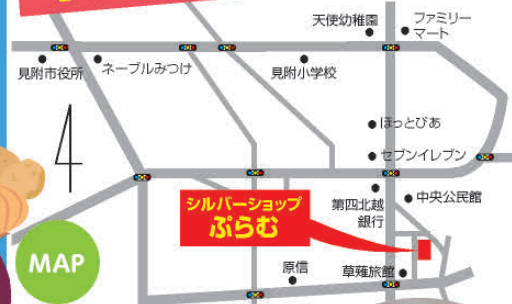 天使幼稚園
ファミリー
マート
見附市役所
ネーブルみつけ
見附小学校
ほっとぴあ
セブンイレブン
シルバーショップ
ぷらむ
第四北越
銀行
中央公民館
MAP
原信
草薙旅館